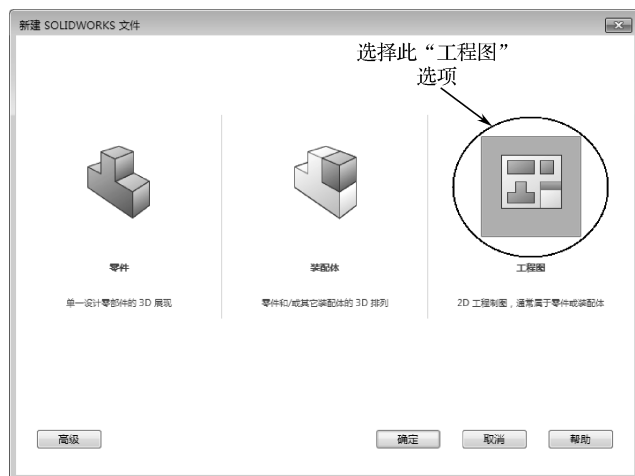 新建 SOLIDWORKS 文件
选择此“工程图”
选项
零件
装配体
工程图
单一设计零部件的 3D 展现
零件和/或其它装配体的 3D 排列
2D 工程制图，通常属于零件或装配体
高级
确定
取消
帮助